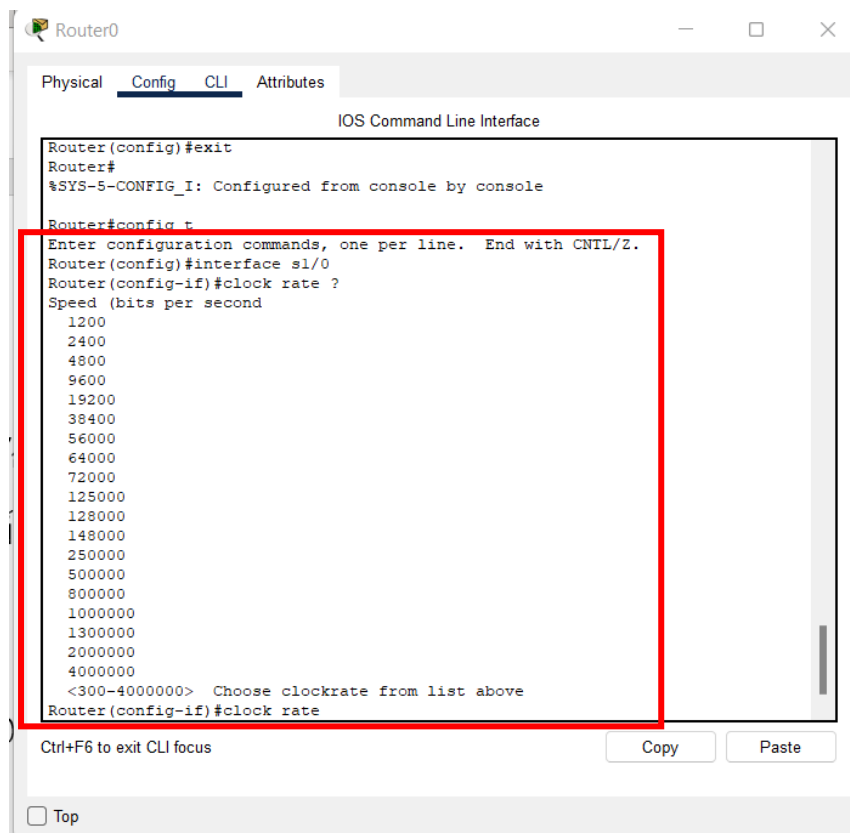 Router0
Physical Config CLI Attributes
IOS Command Line Interface
Router(config)#exit
Router#
%SYS-5-CONFIG_I: Configured from console by console
Router#config t
Enter configuration commands, one per line. End with CNTL/Z.
Router(config)#interface s1/0
Router(config-if)#clock rate ?
Speed (bits per second
1200
2400
4800
9600
19200
38400
56000
64000
72000
125000
128000
148000
250000
500000
800000
1000000
1300000
2000000
4000000
<300-4000000> Choose clockrate from list above
Router(config-if)#clock rate
Ctrl+F6 to exit CLI focus
Copy Paste
Top